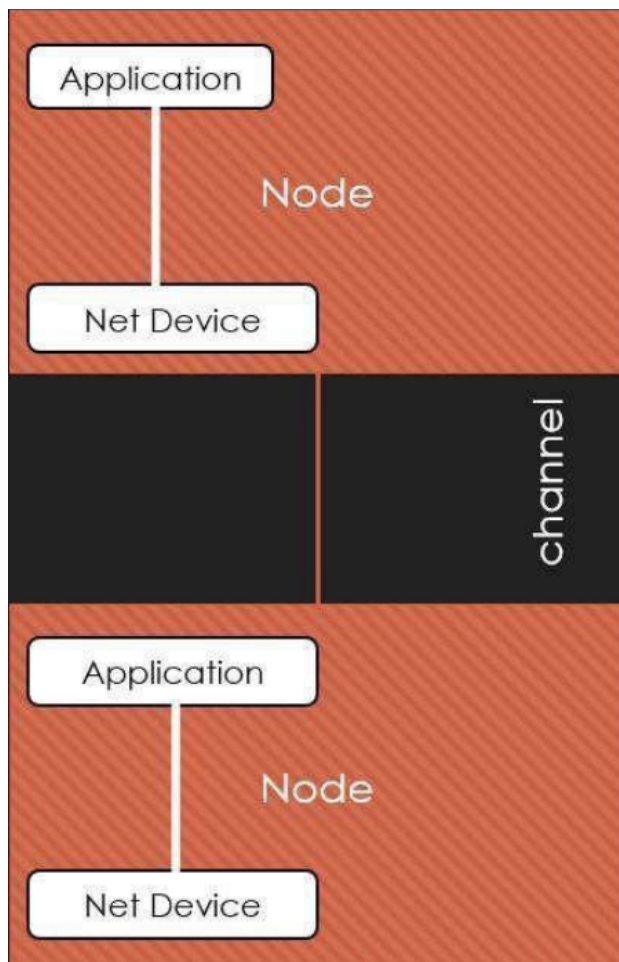 Application
Node
Net Device
channel
Application
Node
Net Device